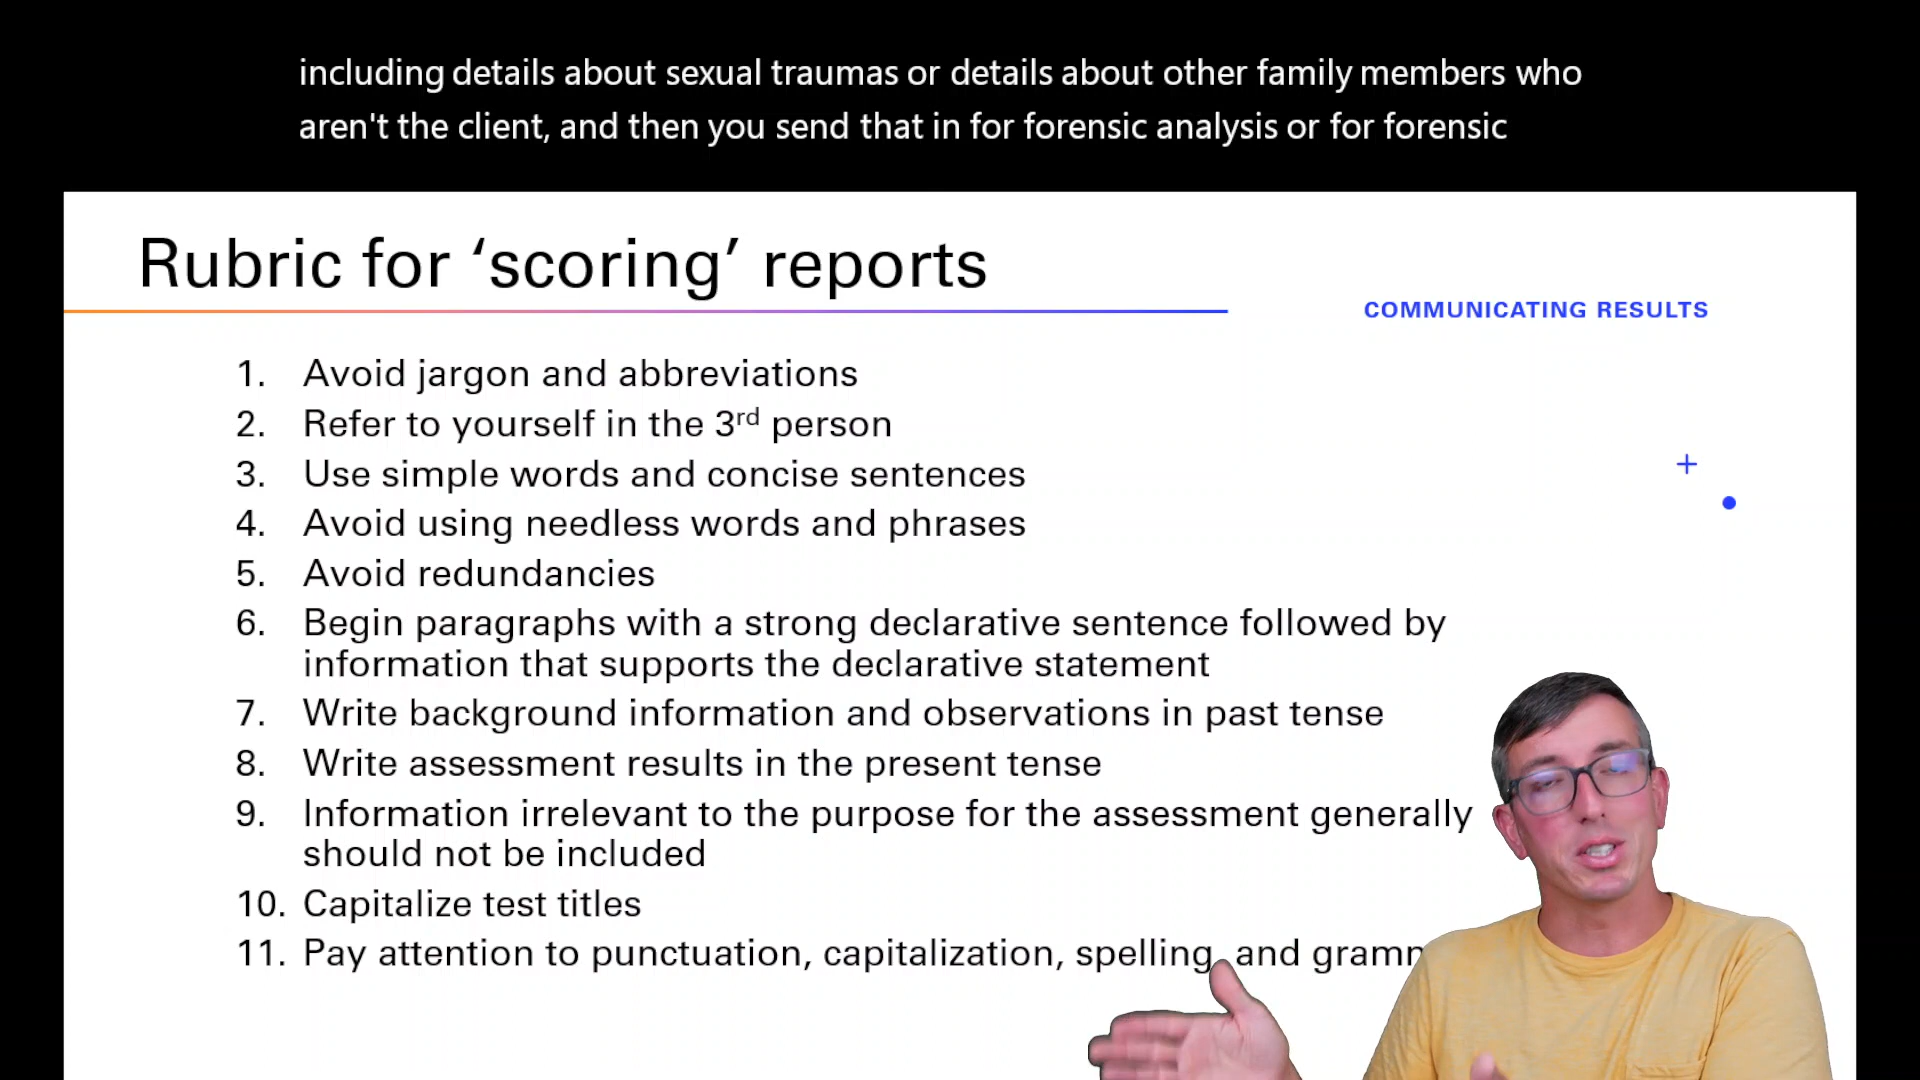 including details about sexual traumas or details about other family members who
aren't the client, and then you send that in for forensic analysis or for forensic
Rubric for ‘scoring’ reports
COMMUNICATING RESULTS
1. Avoid jargon and abbreviations
2. Refer to yourself in the 3rd person
3. Use simple words and concise sentences
4. Avoid using needless words and phrases
5. Avoid redundancies
6. Begin paragraphs with a strong declarative sentence followed by
information that supports the declarative statement
7. Write background information and observations in past tense
8. Write assessment results in the present tense
9. Information irrelevant to the purpose for the assessment generally
should not be included
10. Capitalize test titles
11. Pay attention to punctuation, capitalization, spelling, and